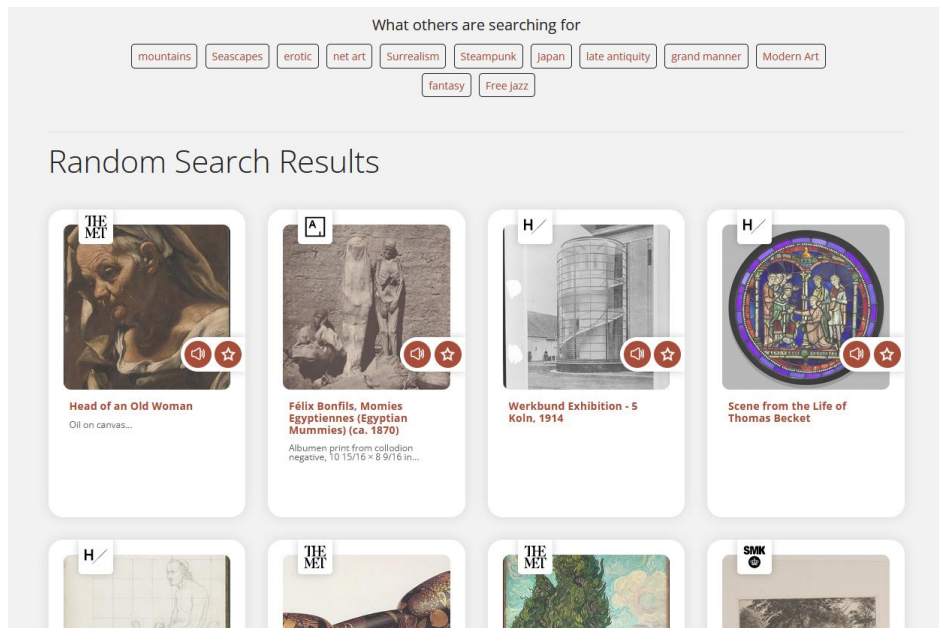 What others are searching for
mountains Seascapes erotic net art Surrealism Steampunk Japan late antiquity grand manner Modern Art
fantasy Free jazz
Random Search Results
THE
MET
A
H/
H/
Head of an Old Woman
Oil on canvas...
Félix Bonfils, Momies
Egyptiennes (Egyptian
Mummies) (ca. 1870)
Albumen print from collodion
negative, 10 15/16 × 8 9/16 in...
Werkbund Exhibition - 5
Koln, 1914
Scene from the Life of
Thomas Becket
H/
THE
MET
THE
MET
SMK